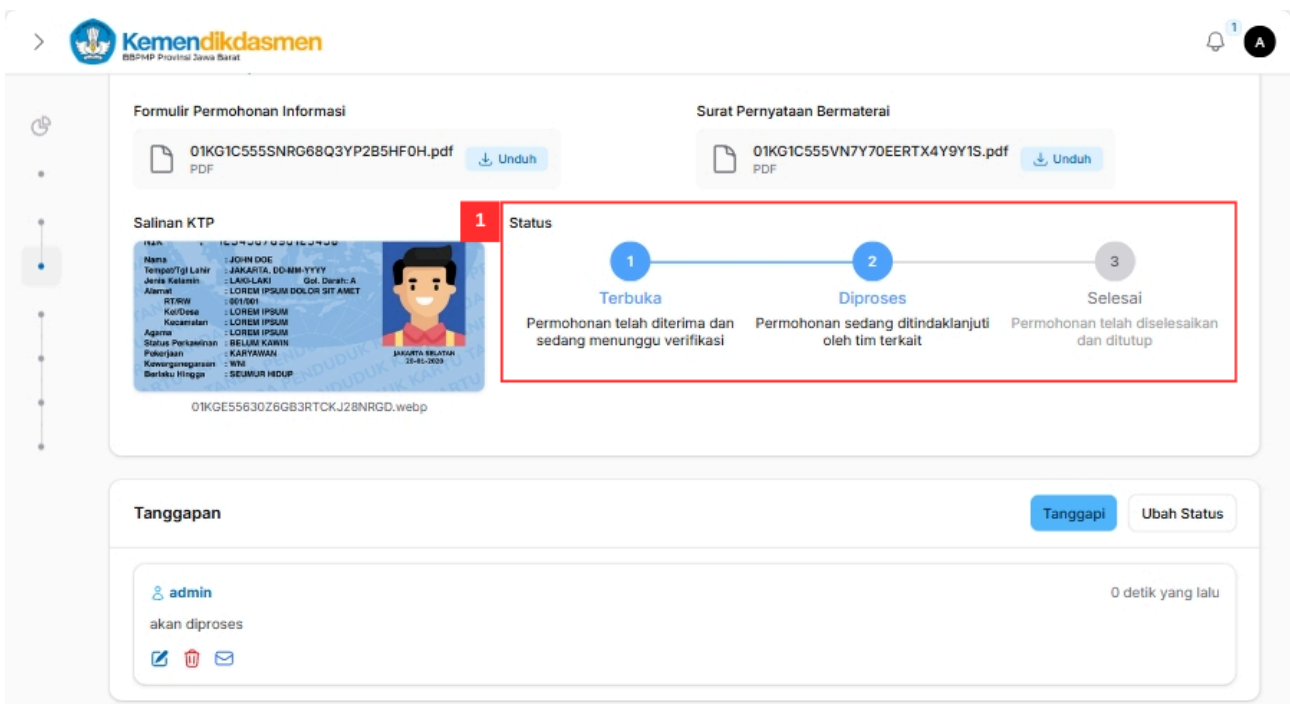 Kemendikdasmen
BBPMP Provinsi Jawa Barat
1
A
Formulir Permohonan Informasi
01KG1C555SNRG68Q3YP2B5HF0H.pdf
PDF
Unduh
Surat Pernyataan Bermaterai
01KG1C555VN7Y70EERTX4Y9Y1S.pdf
PDF
Unduh
Salinan KTP
NIK :
Nama : JOHN DOE
Tempat/Tgl Lahir : JAKARTA, DD-MM-YYYY
Jenis Kelamin : LAKI-LAKI Gol. Darah: A
Alamat : LOREM IPSUM DOLOR SIT AMET
RT/RW : 001/001
Kel/Desa : LOREM IPSUM
Kecamatan : LOREM IPSUM
Agama : LOREM IPSUM
Status Perkawinan : BELUM KAWIN
Pekerjaan : KARYAWAN
Kewarganegaraan : WNI
Berlaku Hingga : SEUMUR HIDUP
JAKARTA SELATAN
01KGE55630Z6GB3RTCKJ28NRGD.webp
1
Status
1
Terbuka
Permohonan telah diterima dan
sedang menunggu verifikasi
2
Diproses
Permohonan sedang ditindaklanjuti
oleh tim terkait
3
Selesai
Permohonan telah diselesaikan
dan ditutup
Tanggapan
Tanggapi
Ubah Status
admin
0 detik yang lalu
akan diproses